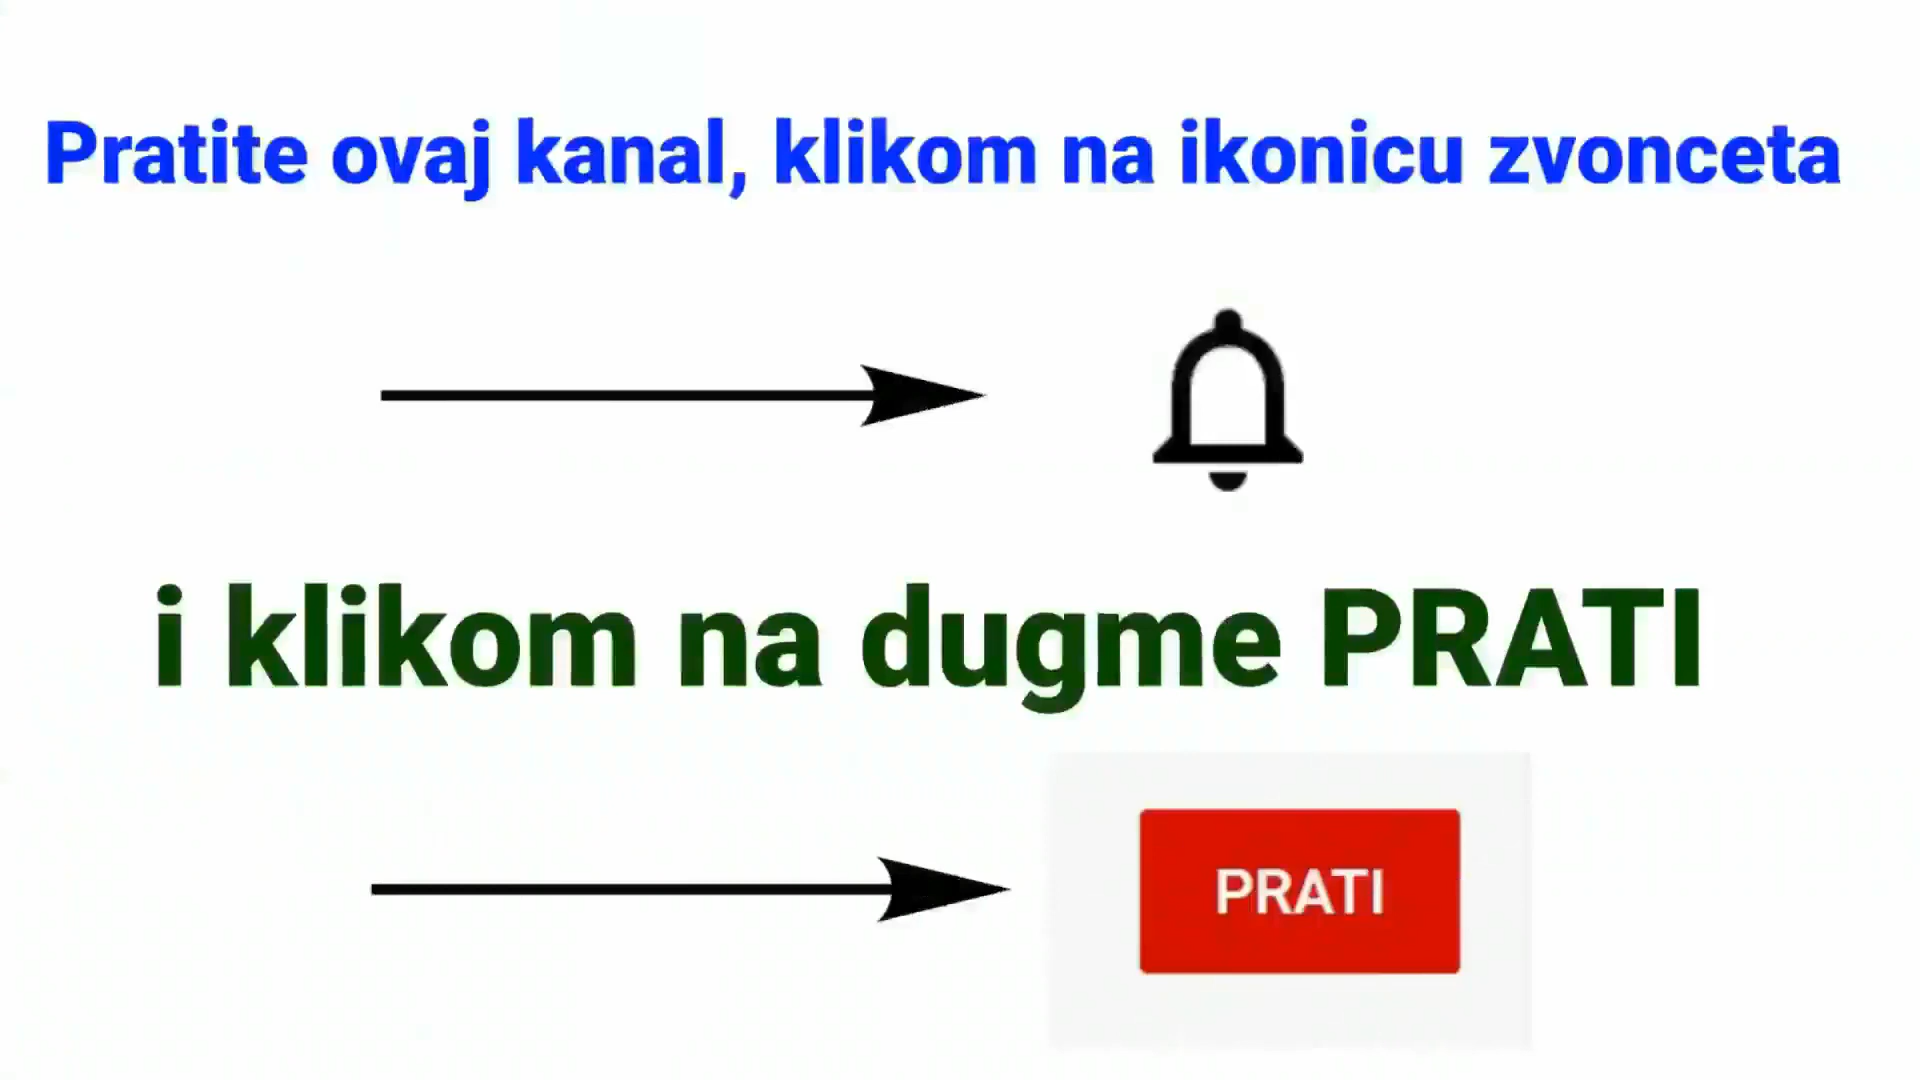 Pratite ovaj kanal, klikom na ikonicu zvonceta
i klikom na dugme PRATI
PRATI